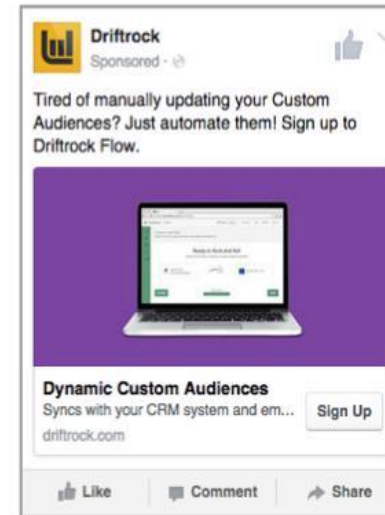 Driftrock
Sponsored ·
Tired of manually updating your Custom
Audiences? Just automate them! Sign up to
Driftrock Flow.
Dynamic Custom Audiences
Syncs with your CRM system and em...
Sign Up
driftrock.com
Like
Comment
Share